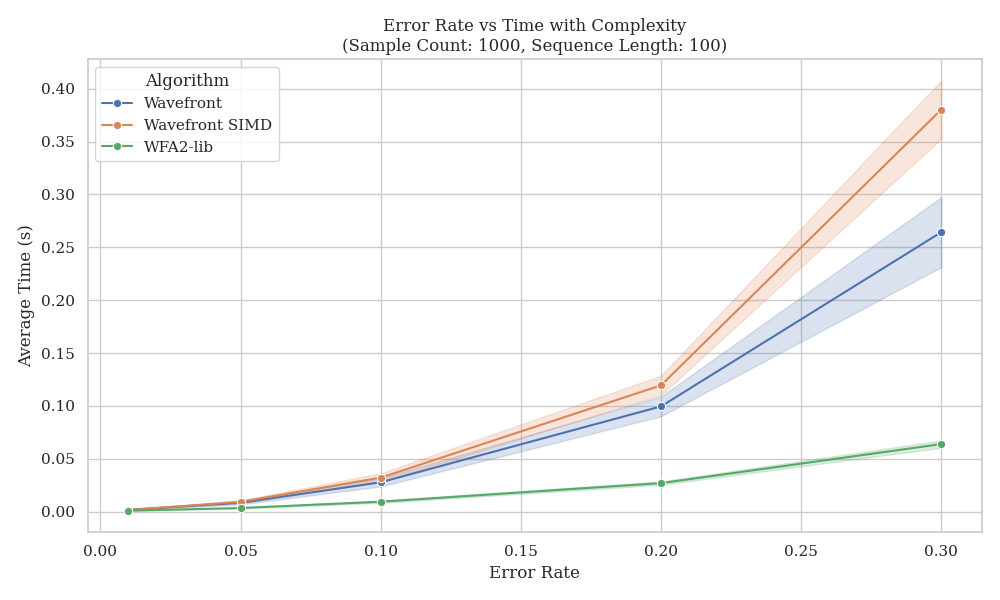 Error Rate vs Time with Complexity
(Sample Count: 1000, Sequence Length: 100)
Algorithm
Wavefront
Wavefront SIMD
WFA2-lib
Average Time (s)
0.40
0.35
0.30
0.25
0.20
0.15
0.10
0.05
0.00
0.00 0.05 0.10 0.15 0.20 0.25 0.30
Error Rate